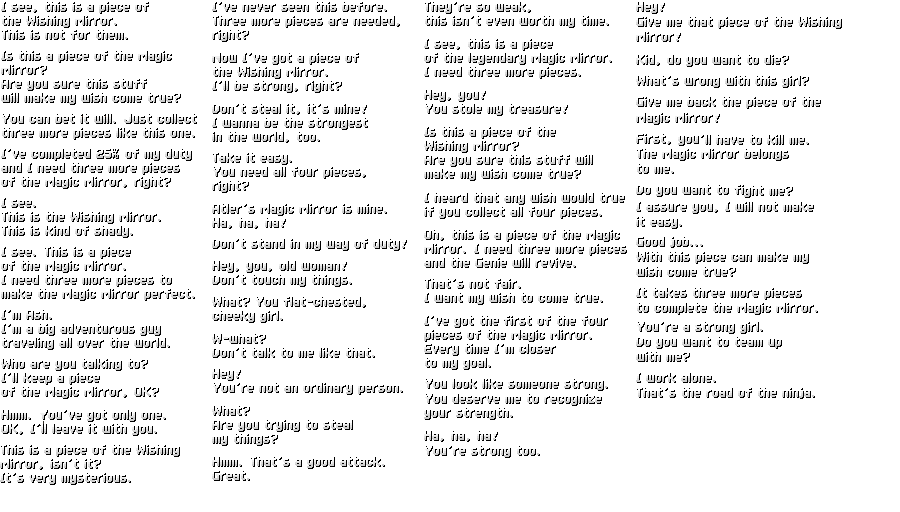 I see, this is a piece of
the Wishing Mirror.
This is not for them.
Is this a piece of the Magic
Mirror?
Are you sure this stuff
will make my wish come true?
You can bet it will. Just collect
three more pieces like this one.
I've completed 25% of my duty
and I need three more pieces
of the Magic Mirror, right?
I see.
This is the Wishing Mirror.
This is kind of shady.
I see. This is a piece
of the Magic Mirror.
I need three more pieces to
make the Magic Mirror perfect.
I'm Ash.
I'm a big adventurous guy
traveling all over the world.
Who are you talking to?
I'll keep a piece
of the Magic Mirror, OK?
Hmm. You've got only one.
OK, I'll leave it with you.
This is a piece of the Wishing
Mirror, isn't it?
It's very mysterious.
I've never seen this before.
Three more pieces are needed,
right?
Now I've got a piece of
the Wishing Mirror.
I'll be strong, right?
Don't steal it, it's mine!
I wanna be the strongest
in the world, too.
Take it easy.
You need all four pieces,
right?
Atler's Magic Mirror is mine.
Ha, ha, ha!
Don't stand in my way of duty!
Hey, you, old woman!
Don't touch my things.
What? You flat-chested,
cheeky girl.
W-what?
Don't talk to me like that.
Hey!
You're not an ordinary person.
What?
Are you trying to steal
my things?
Hmm. That's a good attack.
Great.
They're so weak,
this isn't even worth my time.
I see, this is a piece
of the legendary Magic Mirror.
I need three more pieces.
Hey, you!
You stole my treasure!
Is this a piece of the
Wishing Mirror?
Are you sure this stuff will
make my wish come true?
I heard that any wish would true
if you collect all four pieces.
Oh, this is a piece of the Magic
Mirror. I need three more pieces
and the Genie will revive.
That's not fair.
I want my wish to come true.
I've got the first of the four
pieces of the Magic Mirror.
Every time I'm closer
to my goal.
You look like someone strong.
You deserve me to recognize
your strength.
Ha, ha, ha!
You're strong too.
Hey!
Give me that piece of the Wishing
Mirror!
Kid, do you want to die?
What's wrong with this girl?
Give me back the piece of the
Magic Mirror!
First, you'll have to kill me.
The Magic Mirror belongs
to me.
Do you want to fight me?
I assure you, I will not make
it easy.
Good job...
With this piece can make my
wish come true?
It takes three more pieces
to complete the Magic Mirror.
You're a strong girl.
Do you want to team up
with me?
I work alone.
That's the road of the ninja.